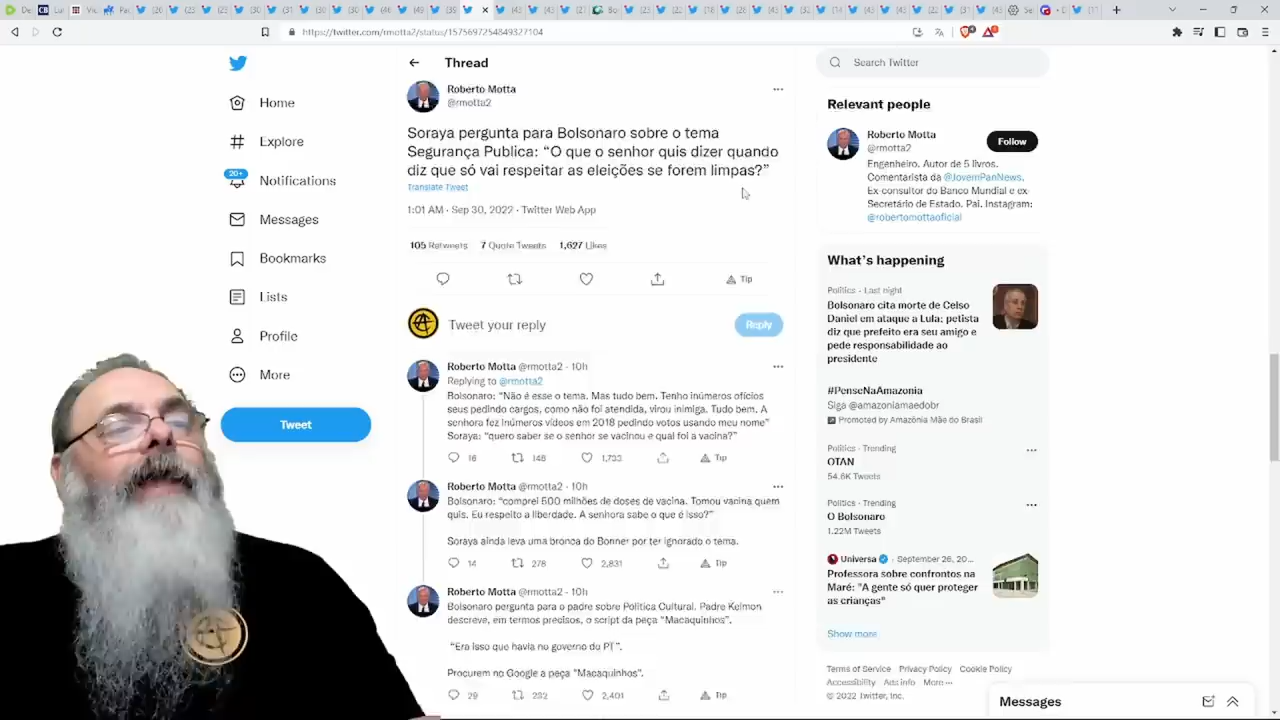 https://twitter.com/rmotta2/status/1575697254849327104
Thread
Search Twitter
Home
Explore
20+
Notifications
Messages
Bookmarks
Lists
Profile
More
Tweet
Roberto Motta
@rmotta2
Soraya pergunta para Bolsonaro sobre o tema
Segurança Publica: “O que o senhor quis dizer quando
diz que só vai respeitar as eleições se forem limpas?”
Translate Tweet
1:01 AM · Sep 30, 2022 · Twitter Web App
105 Retweets 7 Quote Tweets 1,627 Likes
Tip
Tweet your reply
Reply
Roberto Motta @rmotta2 · 10h
Replying to @rmotta2
Bolsonaro: “Não é esse o tema. Mas tudo bem. Tenho inúmeros ofícios
seus pedindo cargos, como não foi atendida, virou inimiga. Tudo bem. A
senhora fez inúmeros vídeos em 2018 pedindo votos usando meu nome”
Soraya: “quero saber se o senhor se vacinou e qual foi a vacina?”
16 148 Tip
Roberto Motta @rmotta2 · 10h
Bolsonaro: “comprei 500 milhões de doses de vacina. Tomou vacina quem
quis. Eu respeito a liberdade. A senhora sabe o que é isso?”
Soraya ainda leva uma bronca do Bonner por ter ignorado o tema.
14 278 2,831 Tip
Roberto Motta @rmotta2 · 10h
Bolsonaro pergunta para o padre sobre Política Cultural. Padre Kelmon
descreve, em termos precisos, o script da peça “Macaquinhos”.
“Era isso que havia no governo do PT”.
Procurem no Google a peça “Macaquinhos”.
29 2,401 Tip
Relevant people
Roberto Motta
@rmotta2
Follow
Engenheiro. Autor de 5 livros.
Comentarista da @JovemPanNews.
Ex-consultor do Banco Mundial e ex-
Secretário de Estado. Pai. Instagram:
@robertomottaoficial
What’s happening
Politics · Last night
Bolsonaro cita morte de Celso
Daniel em ataque a Lula; petista
diz que prefeito era seu amigo e
pede responsabilidade ao
presidente
#PenseNaAmazonia
Siga @amazoniamaedobr
Promoted by Amazônia Mãe do Brasil
Politics · Trending
OTAN
54.6K Tweets
Politics · Trending
O Bolsonaro
1.22M Tweets
Universa · September 26, 20...
Professora sobre confrontos na
Maré: "A gente só quer proteger
as crianças"
Show more
Terms of Service Privacy Policy Cookie Policy
Accessibility Ads info More ···
© 2022 Twitter, Inc.
Messages